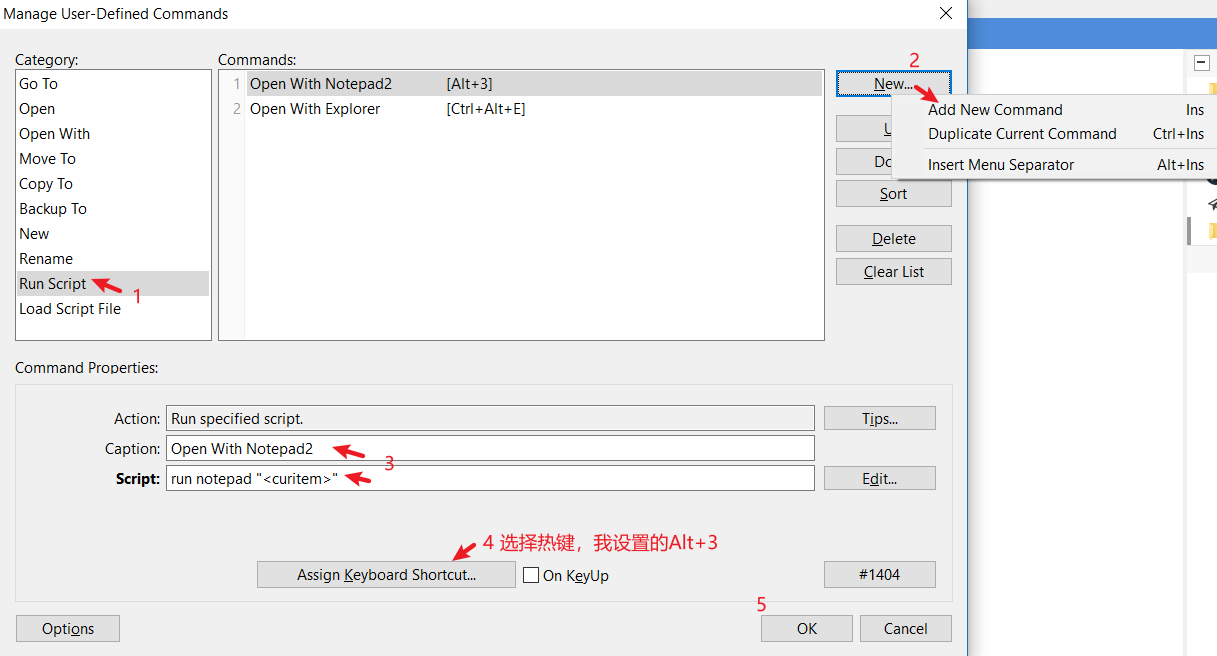 Manage User-Defined Commands
Category:
Go To
Open
Open With
Move To
Copy To
Backup To
New
Rename
Run Script
1
Load Script File
Commands:
1 Open With Notepad2 [Alt+3]
2 Open With Explorer [Ctrl+Alt+E]
2
New...
Add New Command Ins
Duplicate Current Command Ctrl+Ins
Insert Menu Separator Alt+Ins
U
Do
Sort
Delete
Clear List
Command Properties:
Action: Run specified script. Tips...
Caption: Open With Notepad2
3
Script: run notepad "<curitem>" Edit...
4 选择热键，我设置的Alt+3
Assign Keyboard Shortcut... On KeyUp #1404
5
Options OK Cancel